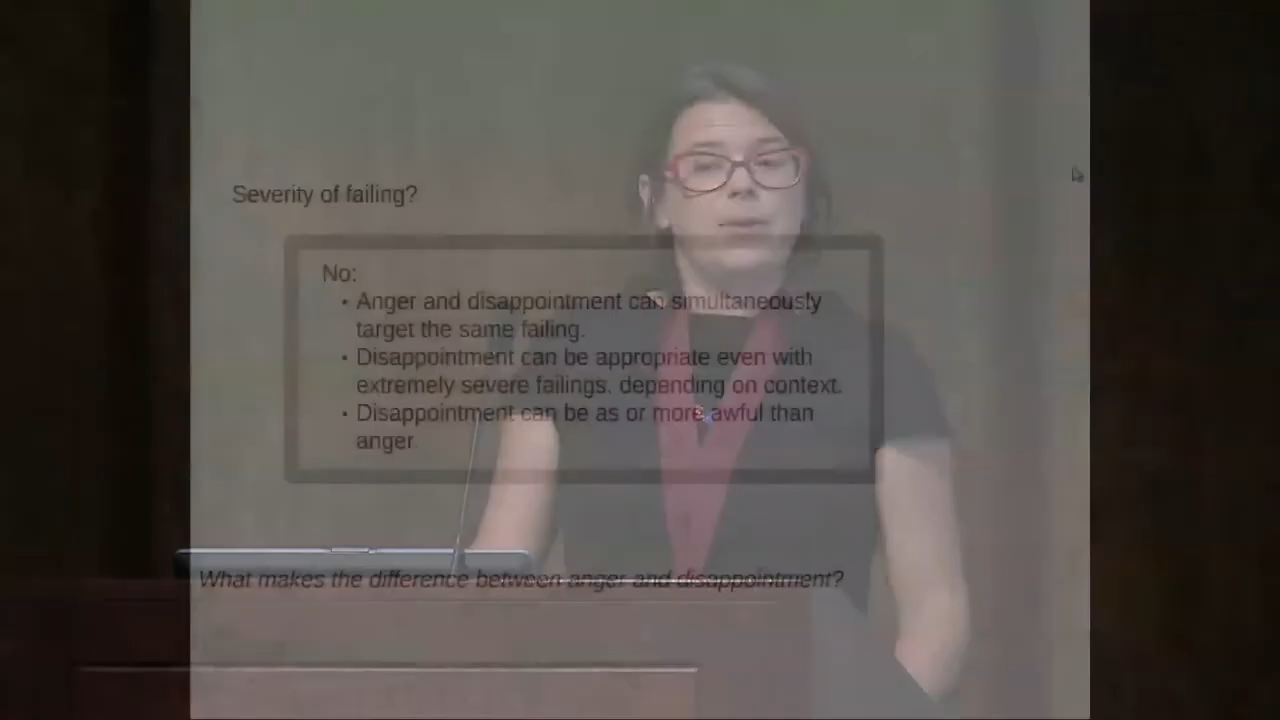 Severity of failing?
No:
• Anger and disappointment can simultaneously
target the same failing.
• Disappointment can be appropriate even with
extremely severe failings, depending on context.
• Disappointment can be as or more awful than
anger.
What makes the difference between anger and disappointment?